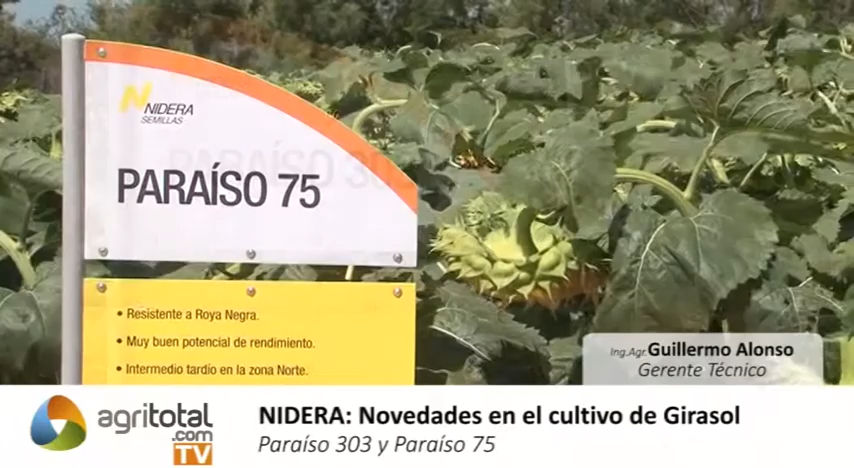 NIDERA
SEMILLAS
PARAÍSO 303
PARAÍSO 75
• Resistente a Roya Negra.
• Muy buen potencial de rendimiento.
• Intermedio tardío en la zona Norte.
Ing.Agr.Guillermo Alonso
Gerente Técnico
agritotal
.com
TV
NIDERA: Novedades en el cultivo de Girasol
Paraíso 303 y Paraíso 75